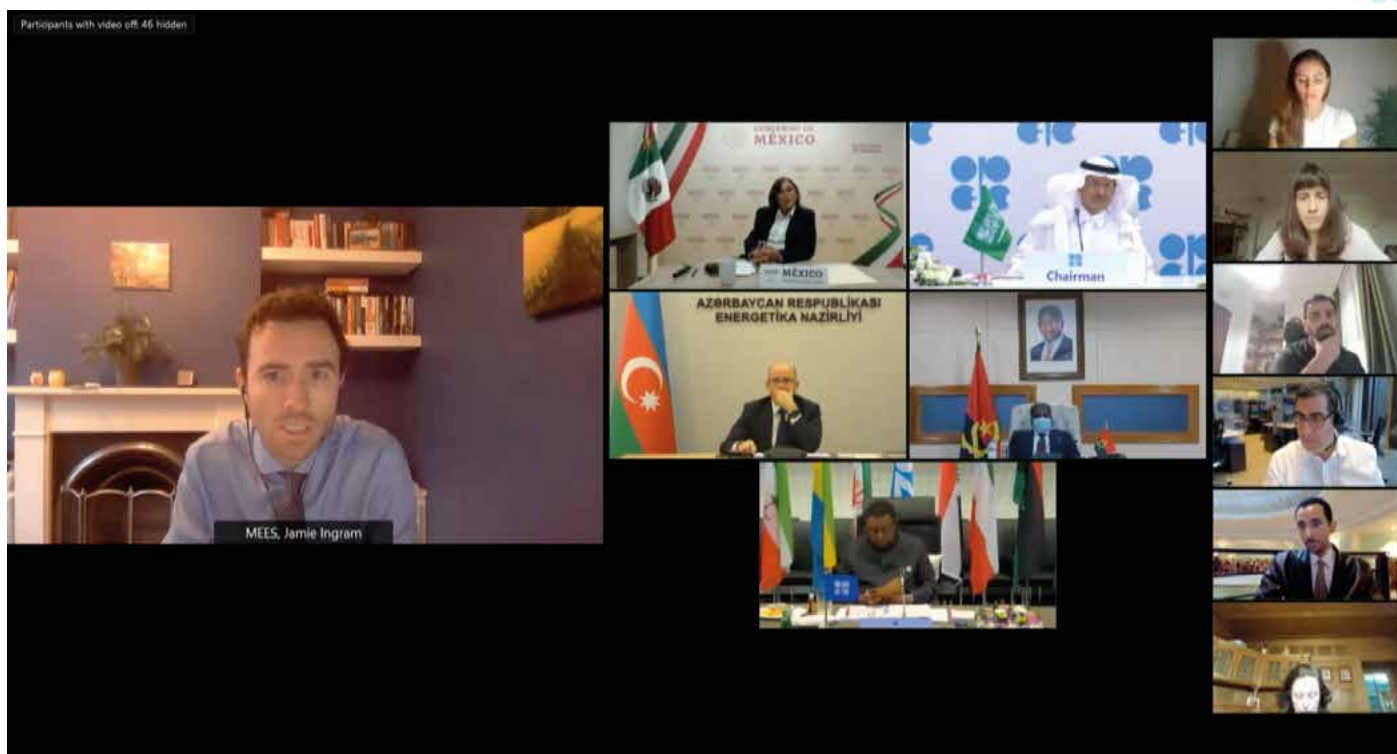 Participants with video off: 46 hidden
GOBIERNO DE
MÉXICO
MÉXICO
Chairman
AZƏRBAYCAN RESPUBLİKASI
ENERGETİKA NAZİRLİYİ
MEES, Jamie Ingram